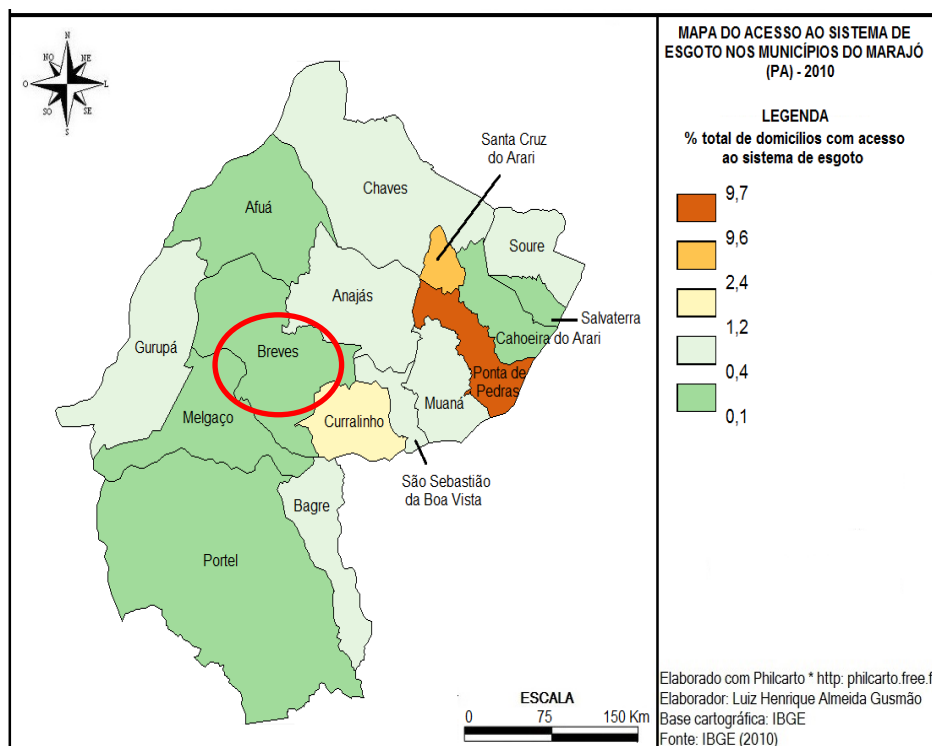 MAPA DO ACESSO AO SISTEMA DE
ESGOTO NOS MUNICÍPIOS DO MARAJÓ
(PA) - 2010
LEGENDA
% total de domicílios com acesso
ao sistema de esgoto
9,7
9,6
2,4
1,2
0,4
0,1
N
NO
NE
O
L
SO
SE
S
Santa Cruz
do Arari
Chaves
Afuá
Soure
Anajás
Salvaterra
Cahoeira do Arari
Gurupá
Breves
Ponta de
Pedras
Muaná
Melgaço
Curralinho
São Sebastião
da Boa Vista
Bagre
Portel
ESCALA
0 75 150 Km
Elaborado com Philcarto * http: philcarto.free.f
Elaborador: Luiz Henrique Almeida Gusmão
Base cartográfica: IBGE
Fonte: IBGE (2010)